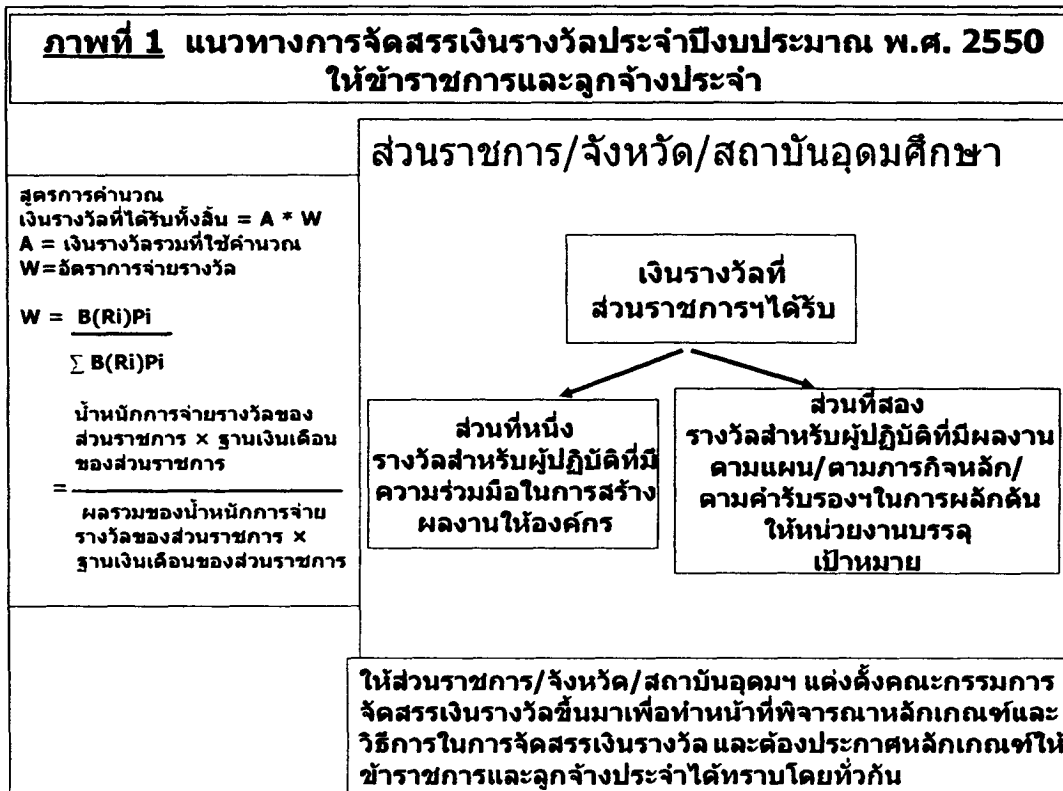 ภาพที่ 1 แนวทางการจัดสรรเงินรางวัลประจำปีงบประมาณ พ.ศ. 2550
ให้ข้าราชการและลูกจ้างประจำ
ส่วนราชการ/จังหวัด/สถาบันอุดมศึกษา
สูตรการคำนวณ
เงินรางวัลที่ได้รับทั้งสิ้น = A * W
A = เงินรางวัลรวมที่ใช้คำนวณ
W=อัตราการจ่ายรางวัล
W = B(Ri)Pi
∑ B(Ri)Pi
น้ำหนักการจ่ายรางวัลของ
ส่วนราชการ × ฐานเงินเดือน
ของส่วนราชการ
=
ผลรวมของน้ำหนักการจ่าย
รางวัลของส่วนราชการ ×
ฐานเงินเดือนของส่วนราชการ
เงินรางวัลที่
ส่วนราชการฯได้รับ
ส่วนที่หนึ่ง
รางวัลสำหรับผู้ปฏิบัติที่มี
ความร่วมมือในการสร้าง
ผลงานให้องค์กร
ส่วนที่สอง
รางวัลสำหรับผู้ปฏิบัติที่มีผลงาน
ตามแผน/ตามภารกิจหลัก/
ตามคำรับรองฯในการผลักดัน
ให้หน่วยงานบรรลุ
เป้าหมาย
ให้ส่วนราชการ/จังหวัด/สถาบันอุดมฯ แต่งตั้งคณะกรรมการ
จัดสรรเงินรางวัลขึ้นมาเพื่อทำหน้าที่พิจารณาหลักเกณฑ์และ
วิธีการในการจัดสรรเงินรางวัล และต้องประกาศหลักเกณฑ์ให้
ข้าราชการและลูกจ้างประจำได้ทราบโดยทั่วกัน